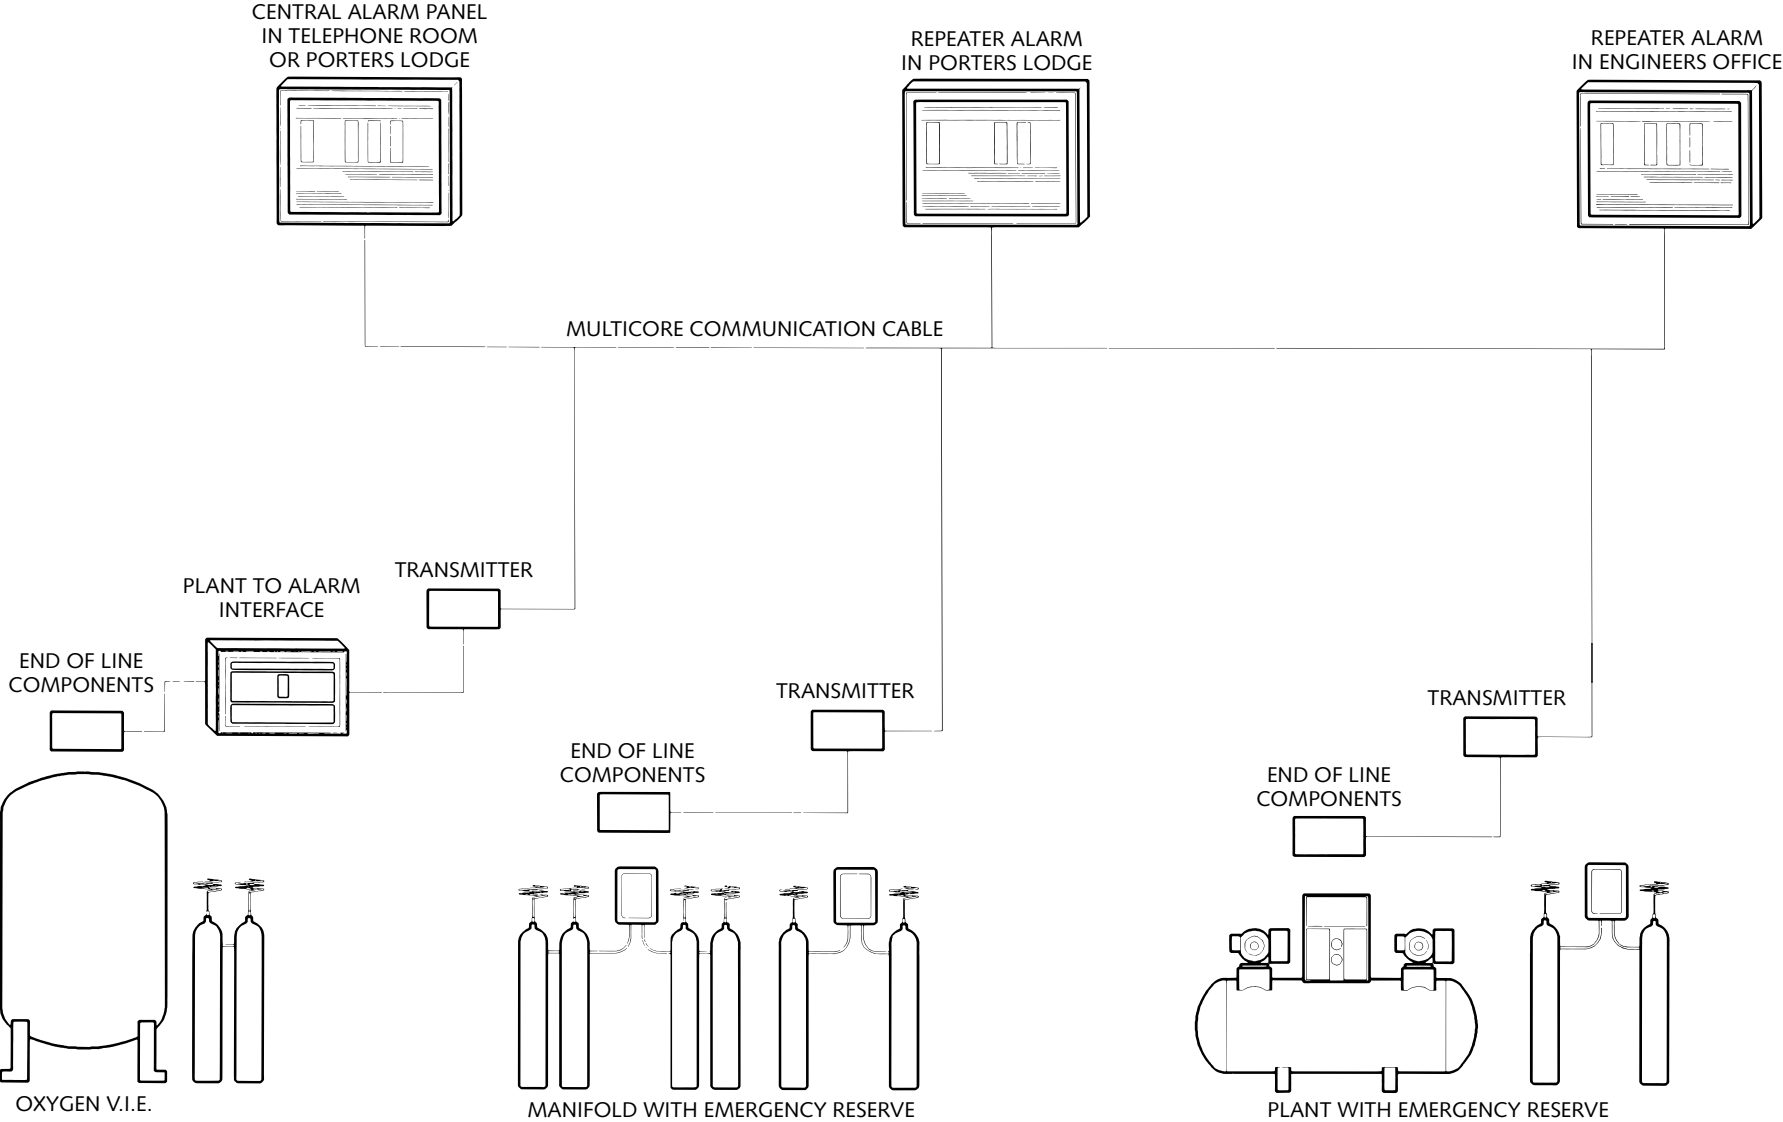 CENTRAL ALARM PANEL
IN TELEPHONE ROOM
OR PORTERS LODGE
REPEATER ALARM
IN PORTERS LODGE
REPEATER ALARM
IN ENGINEERS OFFICE
MULTICORE COMMUNICATION CABLE
TRANSMITTER
PLANT TO ALARM
INTERFACE
END OF LINE
COMPONENTS
TRANSMITTER
END OF LINE
COMPONENTS
TRANSMITTER
END OF LINE
COMPONENTS
OXYGEN V.I.E.
MANIFOLD WITH EMERGENCY RESERVE
PLANT WITH EMERGENCY RESERVE